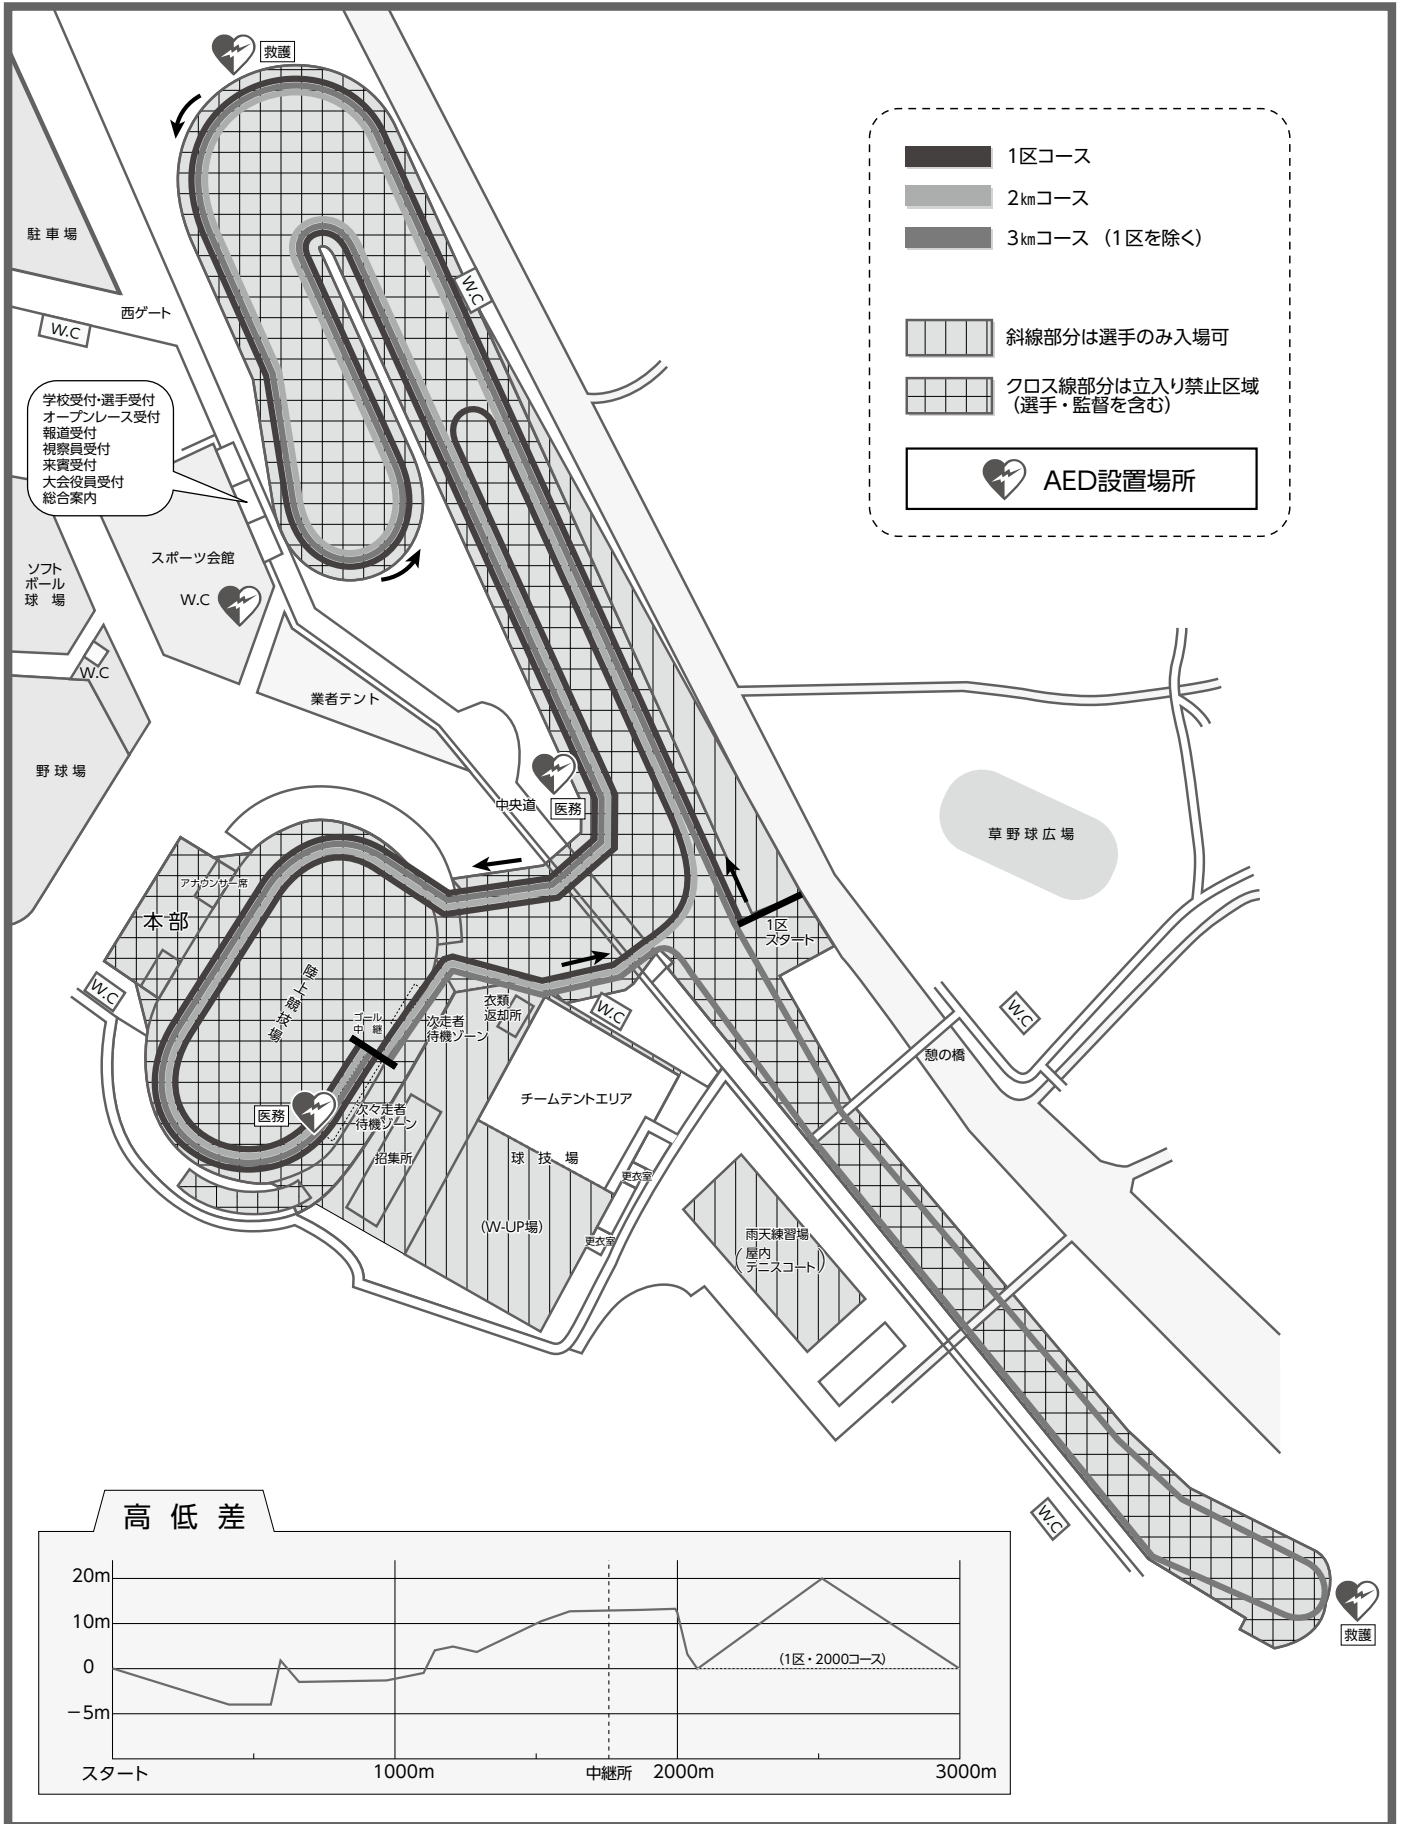 救護
1区コース
2㎞コース
3㎞コース（1区を除く）
斜線部分は選手のみ入場可
クロス線部分は立入り禁止区域
（選手・監督を含む）
AED設置場所
駐車場
西ゲート
W.C
W.C
学校受付・選手受付
オープンレース受付
報道受付
視察員受付
来賓受付
大会役員受付
総合案内
スポーツ会館
W.C
ソフト
ボール
球　場
W.C
業者テント
野球場
中央道
医務
草野球広場
アナウンサー席
本部
1区
スタート
陸上競技場
W.C
ゴール
中　継
次走者
待機ゾーン
衣類
返却所
W.C
W.C
憩の橋
チームテントエリア
医務
次々走者
待機ゾーン
招集所
球　技　場
更衣室
(W-UP場)
更衣室
雨天練習場
（屋内
テニスコート）
W.C
救護
高 低 差
20m
10m
0
－5m
(1区・2000コース)
スタート
1000m
中継所
2000m
3000m